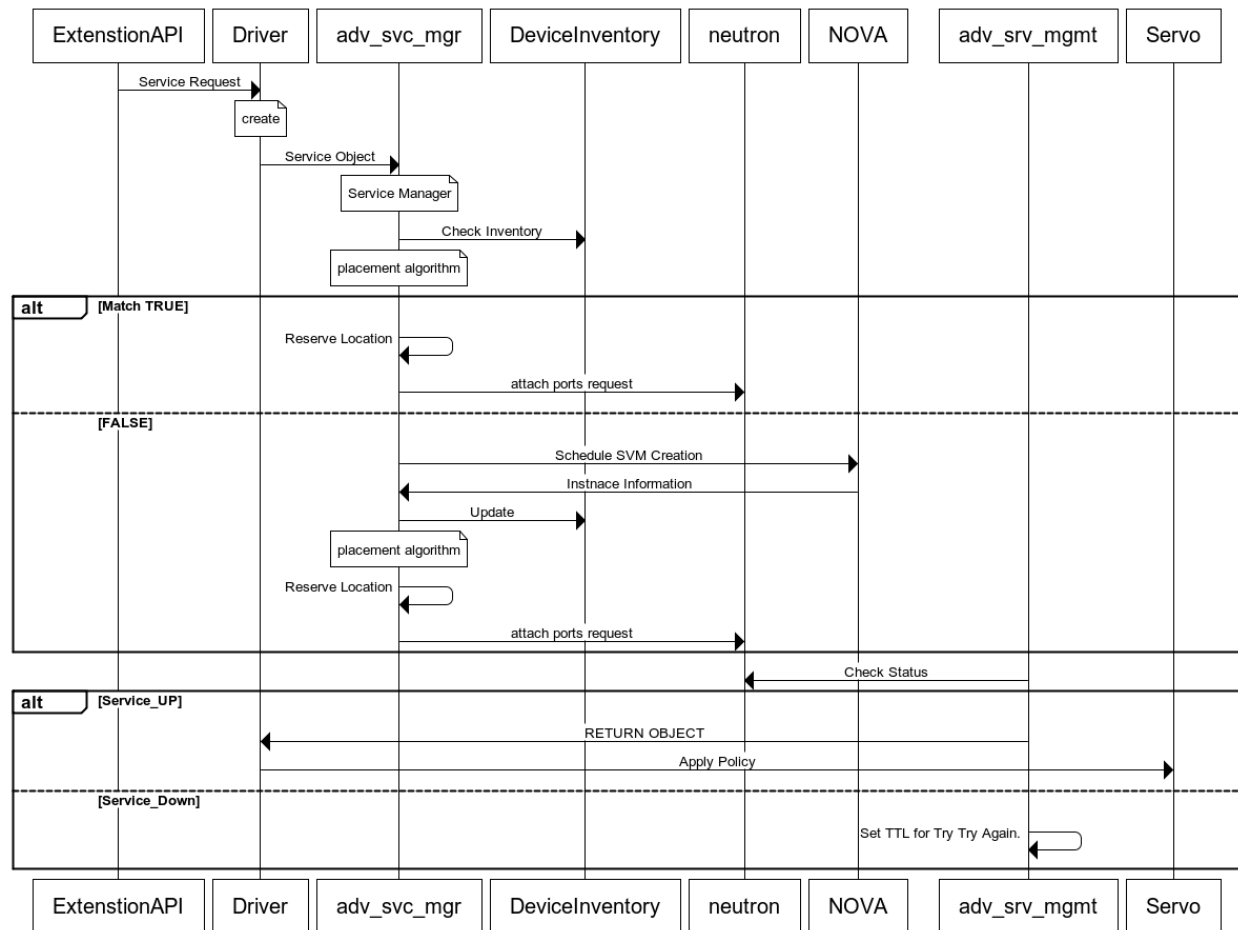 ExtenstionAPI
Driver
adv_svc_mgr
DeviceInventory
neutron
NOVA
adv_srv_mgmt
Servo
Service Request
create
Service Object
Service Manager
Check Inventory
placement algorithm
alt
[Match TRUE]
Reserve Location
attach ports request
[FALSE]
Schedule SVM Creation
Instnace Information
Update
placement algorithm
Reserve Location
attach ports request
Check Status
alt
[Service_UP]
RETURN OBJECT
Apply Policy
[Service_Down]
Set TTL for Try Try Again.
ExtenstionAPI
Driver
adv_svc_mgr
DeviceInventory
neutron
NOVA
adv_srv_mgmt
Servo